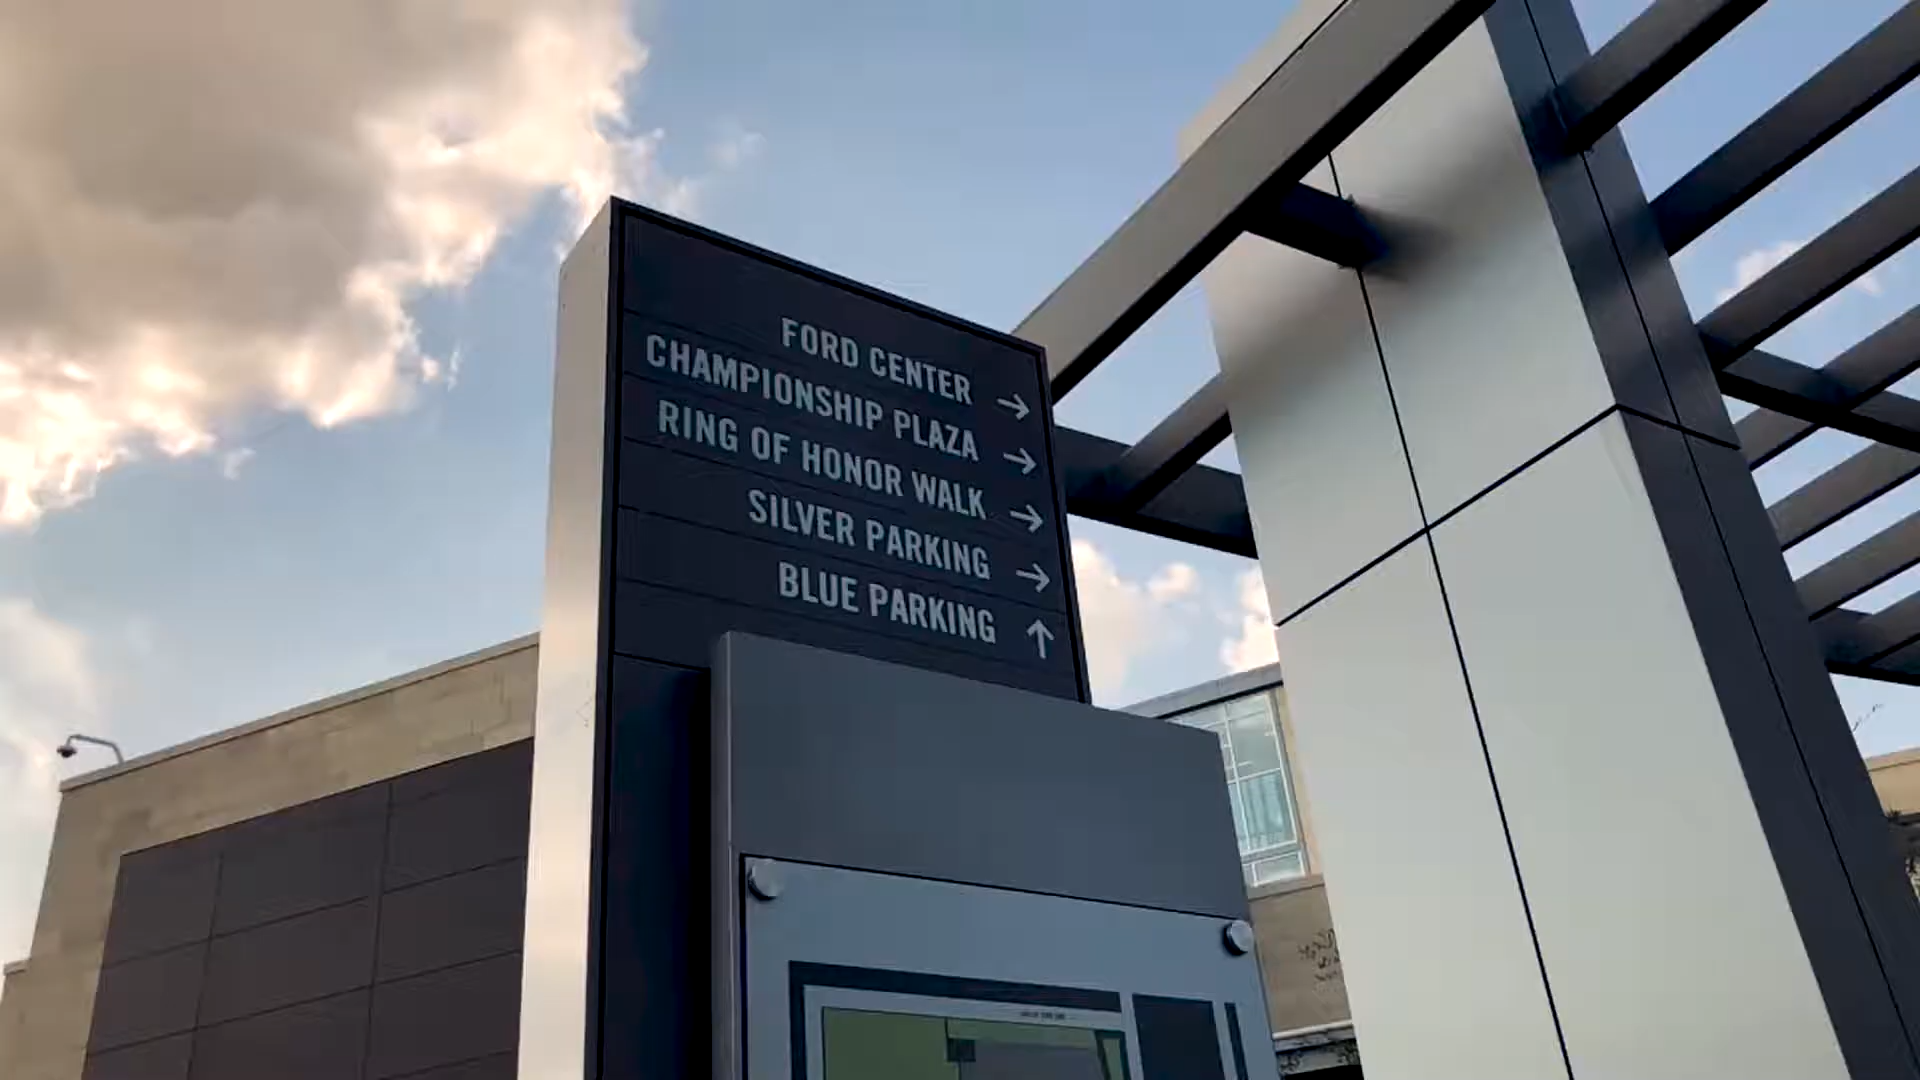 FORD CENTER →
CHAMPIONSHIP PLAZA →
RING OF HONOR WALK →
SILVER PARKING →
BLUE PARKING ↑